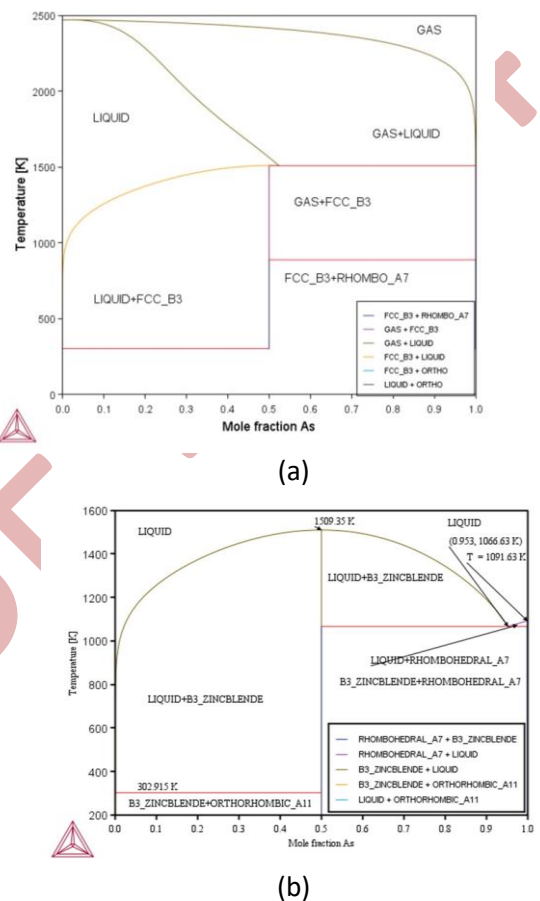 2500
2000
1500
1000
500
0
Temperature [K]
GAS
LIQUID
GAS+LIQUID
GAS+FCC_B3
FCC_B3+RHOMBO_A7
LIQUID+FCC_B3
FCC_B3 + RHOMBO_A7
GAS + FCC_B3
GAS + LIQUID
FCC_B3 + LIQUID
FCC_B3 + ORTHO
LIQUID + ORTHO
0.0 0.1 0.2 0.3 0.4 0.5 0.6 0.7 0.8 0.9 1.0
Mole fraction As
(a)
1600
1400
1200
1000
800
600
400
200
Temperature [K]
1509.35 K
LIQUID
LIQUID
(0.953, 1066.63 K)
T = 1091.63 K
LIQUID+B3_ZINCBLENDE
LIQUID+RHOMBOHEDRAL_A7
B3_ZINCBLENDE+RHOMBOHEDRAL_A7
LIQUID+B3_ZINCBLENDE
RHOMBOHEDRAL_A7 + B3_ZINCBLENDE
RHOMBOHEDRAL_A7 + LIQUID
B3_ZINCBLENDE + LIQUID
B3_ZINCBLENDE + ORTHORHOMBIC_A11
LIQUID + ORTHORHOMBIC_A11
302.915 K
B3_ZINCBLENDE+ORTHORHOMBIC_A11
0.0 0.1 0.2 0.3 0.4 0.5 0.6 0.7 0.8 0.9 1.0
Mole fraction As
(b)